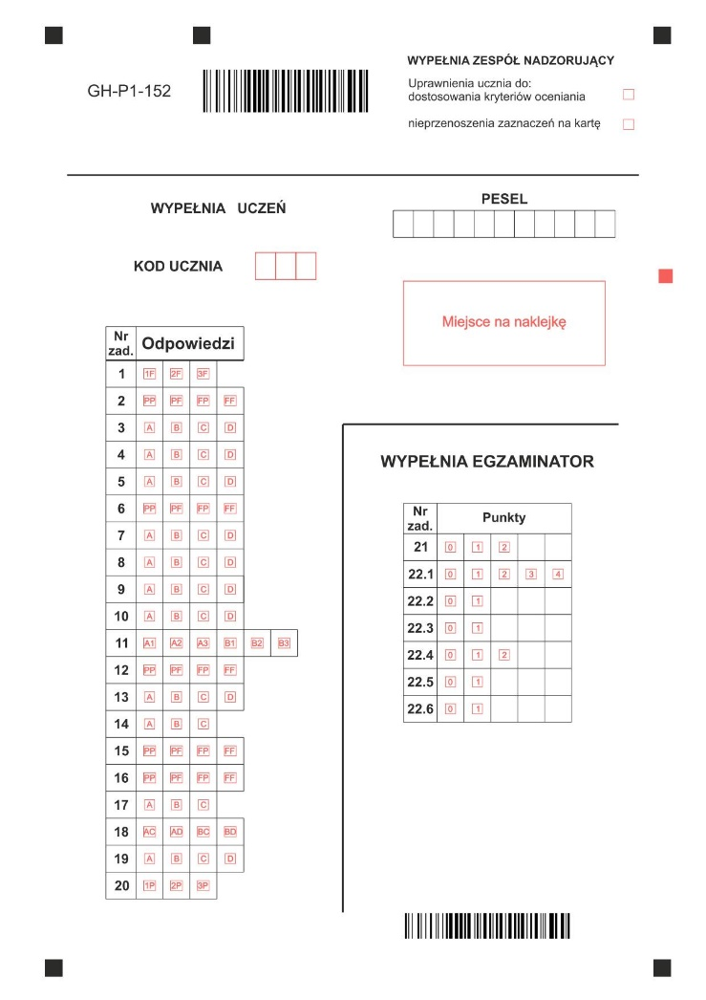 GH-P1-152
WYPEŁNIA ZESPÓŁ NADZORUJĄCY
Uprawnienia ucznia do:
dostosowania kryteriów oceniania
nieprzenoszenia zaznaczeń na kartę
WYPEŁNIA UCZEŃ
PESEL
KOD UCZNIA
Miejsce na naklejkę
Nr zad. Odpowiedzi
1 1F 2F 3F
2 PP PF FP FF
3 A B C D
4 A B C D
5 A B C D
6 PP PF FP FF
7 A B C D
8 A B C D
9 A B C D
10 A B C D
11 A1 A2 A3 B1 B2 B3
12 PP PF FP FF
13 A B C D
14 A B C
15 PP PF FP FF
16 PP PF FP FF
17 A B C
18 AC AD BC BD
19 A B C D
20 1P 2P 3P
WYPEŁNIA EGZAMINATOR
Nr zad. Punkty
21 0 1 2
22.1 0 1 2 3 4
22.2 0 1
22.3 0 1
22.4 0 1 2
22.5 0 1
22.6 0 1